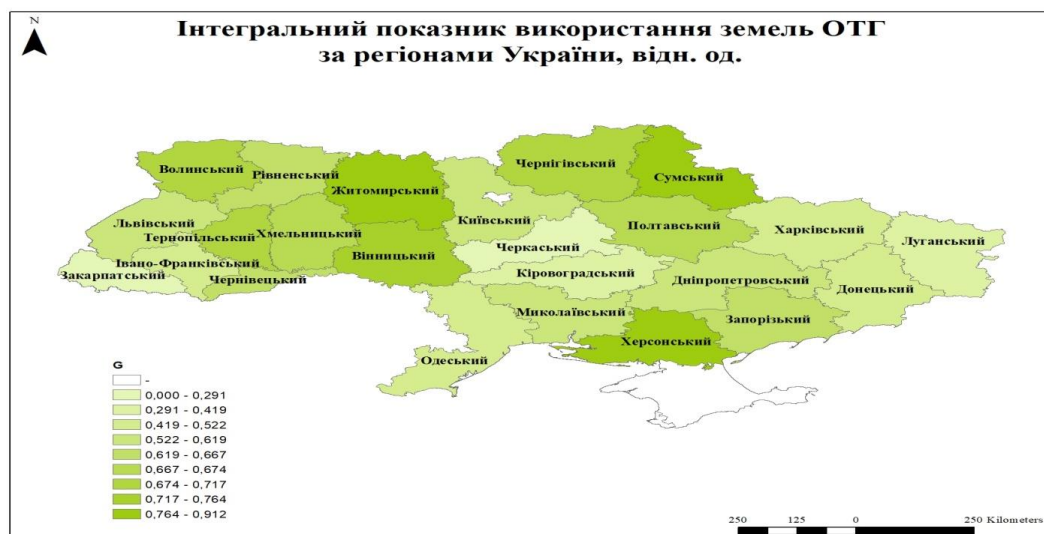 N
Інтегральний показник використання земель ОТГ
за регіонами України, відн. од.
Волинський
Рівненський
Житомирський
Чернігівський
Сумський
Київський
Львівський
Тернопільський
Хмельницький
Вінницький
Черкаський
Полтавський
Харківський
Луганський
Івано-Франківський
Закарпатський
Чернівецький
Кіровоградський
Дніпропетровський
Донецький
Миколаївський
Запорізький
Херсонський
Одеський
G
-
0,000 - 0,291
0,291 - 0,419
0,419 - 0,522
0,522 - 0,619
0,619 - 0,667
0,667 - 0,674
0,674 - 0,717
0,717 - 0,764
0,764 - 0,912
250 125 0 250 Kilometers